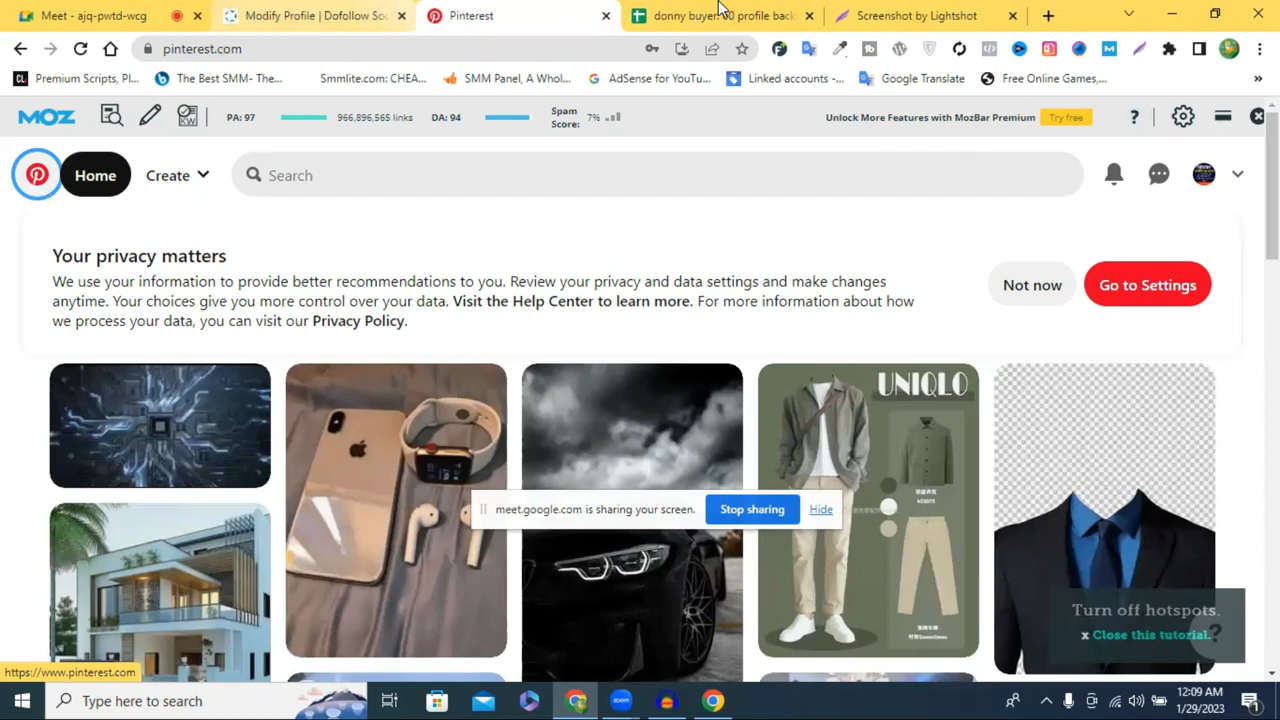 Meet - ajq-pwtd-wcg
Modify Profile | Dofollow Soc
Pinterest
donny buyer: 50 profile back
Screenshot by Lightshot
pinterest.com
Premium Scripts, Pl...
The Best SMM- The...
Smmlite.com: CHEA...
SMM Panel, A Whol...
AdSense for YouTu...
Linked accounts -...
Google Translate
Free Online Games,...
»
MOZ
PA: 97
966,896,565 links
DA: 94
Spam
Score:
7%
Unlock More Features with MozBar Premium
Try free
?
Home
Create
Search
Your privacy matters
We use your information to provide better recommendations to you. Review your privacy and data settings and make changes
anytime. Your choices give you more control over your data. Visit the Help Center to learn more. For more information about how
we process your data, you can visit our Privacy Policy.
Not now
Go to Settings
UNIQLO
meet.google.com is sharing your screen.
Stop sharing
Hide
Turn off hotspots.
x Close this tutorial.
?
https://www.pinterest.com
Type here to search
zoom
12:09 AM
1/29/2023
1